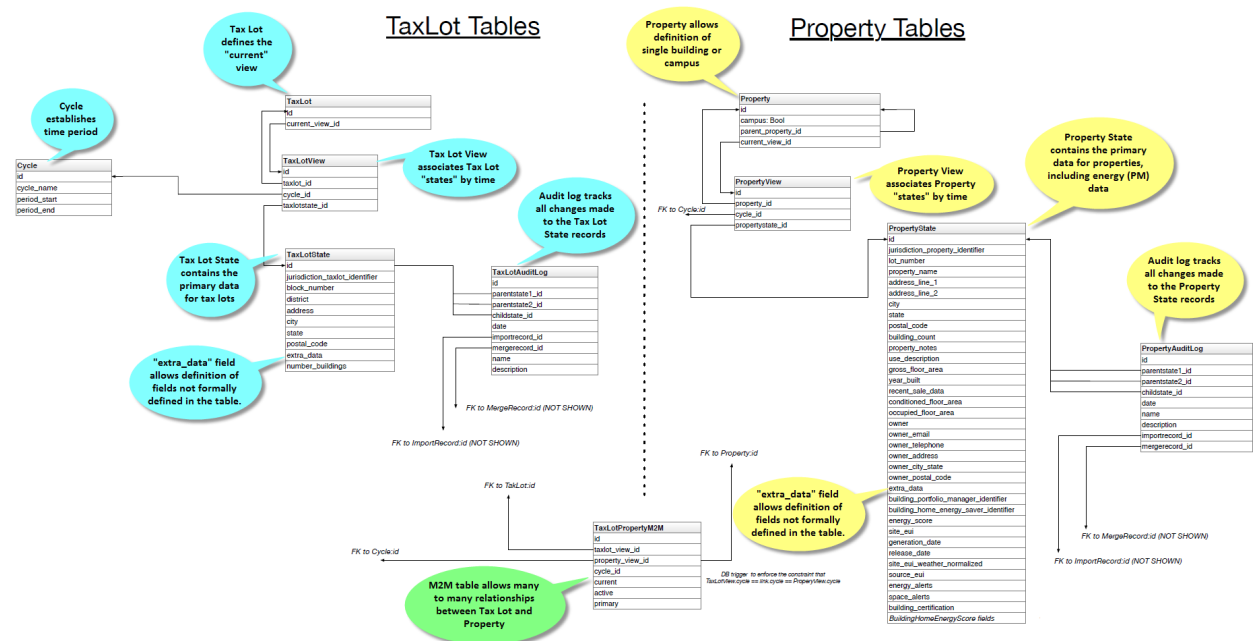 TaxLot Tables
Property Tables
Tax Lot
defines the
"current"
view
Cycle
establishes
time period
Cycle
id
cycle_name
period_start
period_end
TaxLot
id
current_view_id
TaxLotView
id
taxlot_id
cycle_id
taxlotstate_id
Tax Lot View
associates Tax Lot
"states" by time
Audit log tracks
all changes made
to the Tax Lot
State records
Tax Lot State
contains the
primary data
for tax lots
TaxLotState
id
jurisdiction_taxlot_identifier
block_number
district
address
city
state
postal_code
extra_data
number_buildings
"extra_data" field
allows definition of
fields not formally
defined in the table.
TaxLotAuditLog
id
parentstate1_id
parentstate2_id
childstate_id
date
importrecord_id
mergerecord_id
name
description
FK to MergeRecord:id (NOT SHOWN)
FK to ImportRecord:id (NOT SHOWN)
Property allows
definition of
single building or
campus
Property
id
campus: Bool
parent_property_id
current_view_id
PropertyView
id
property_id
cycle_id
propertystate_id
FK to Cycle:id
Property View
associates Property
"states" by time
Property State
contains the primary
data for properties,
including energy (PM)
data
PropertyState
id
jurisdiction_property_identifier
lot_number
property_name
address_line_1
address_line_2
city
state
postal_code
building_count
property_notes
use_description
gross_floor_area
year_built
recent_sale_data
conditioned_floor_area
occupied_floor_area
owner
owner_email
owner_telephone
owner_address
owner_city_state
owner_postal_code
extra_data
building_portfolio_manager_identifier
building_home_energy_saver_identifier
energy_score
site_eui
generation_date
release_date
site_eui_weather_normalized
source_eui
energy_alerts
space_alerts
building_certification
BuildingHomeEnergyScore fields
"extra_data" field
allows definition of
fields not formally
defined in the table.
Audit log tracks
all changes made
to the Property
State records
PropertyAuditLog
id
parentstate1_id
parentstate2_id
childstate_id
date
name
description
importrecord_id
mergerecord_id
FK to MergeRecord:id (NOT SHOWN)
FK to ImportRecord:id (NOT SHOWN)
FK to Property:id
FK to TakLot:id
FK to Cycle:id
TaxLotPropertyM2M
id
taxlot_view_id
property_view_id
cycle_id
current
active
primary
DB trigger to enforce the constraint that
TaxLotView.cycle == link.cycle == ProperyView.cycle
M2M table allows many
to many relationships
between Tax Lot and
Property